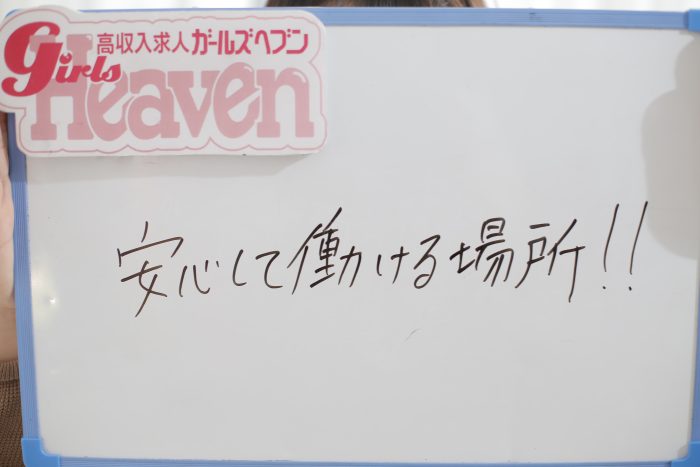 高収入求人ガールズヘブン
Girls
Heaven
安心して働ける場所!!